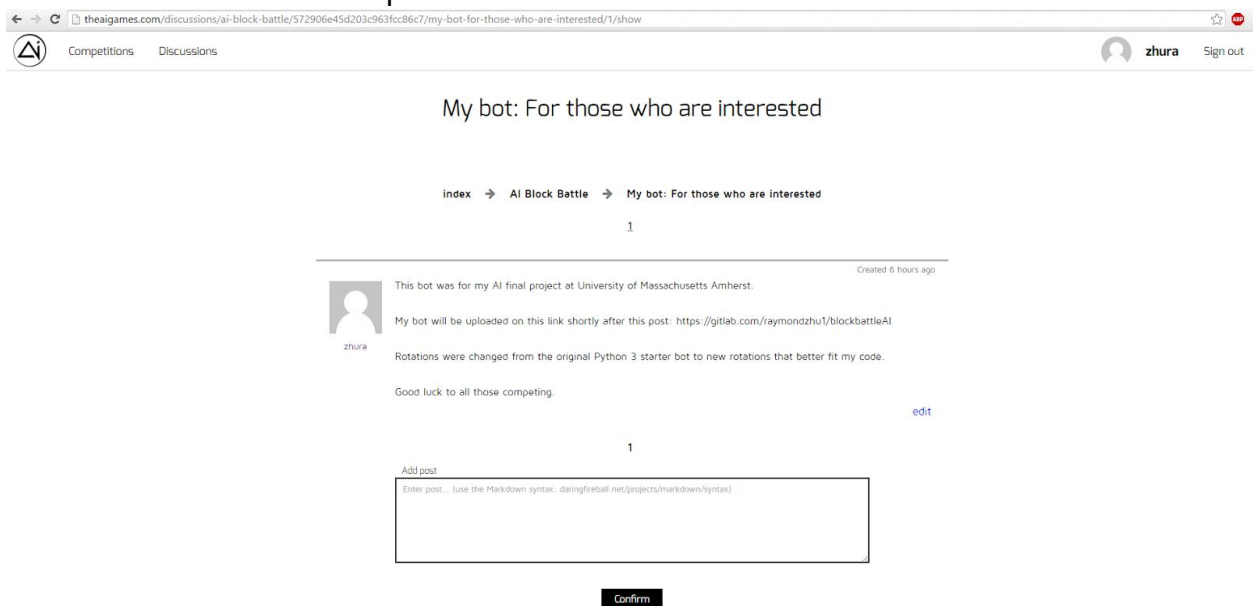 theaigames.com/discussions/ai-block-battle/572906e45d203c963fcc86c7/my-bot-for-those-who-are-interested/1/show
ABP
Ai
Competitions
Discussions
zhura
Sign out
My bot: For those who are interested
index → AI Block Battle → My bot: For those who are interested
1
Created 6 hours ago
This bot was for my AI final project at University of Massachusetts Amherst.
My bot will be uploaded on this link shortly after this post: https://gitlab.com/raymondzhu1/blockbattleAI
zhura
Rotations were changed from the original Python 3 starter bot to new rotations that better fit my code.
Good luck to all those competing.
edit
1
Add post
Enter post... (use the Markdown syntax: daringfireball.net/projects/markdown/syntax)
Confirm